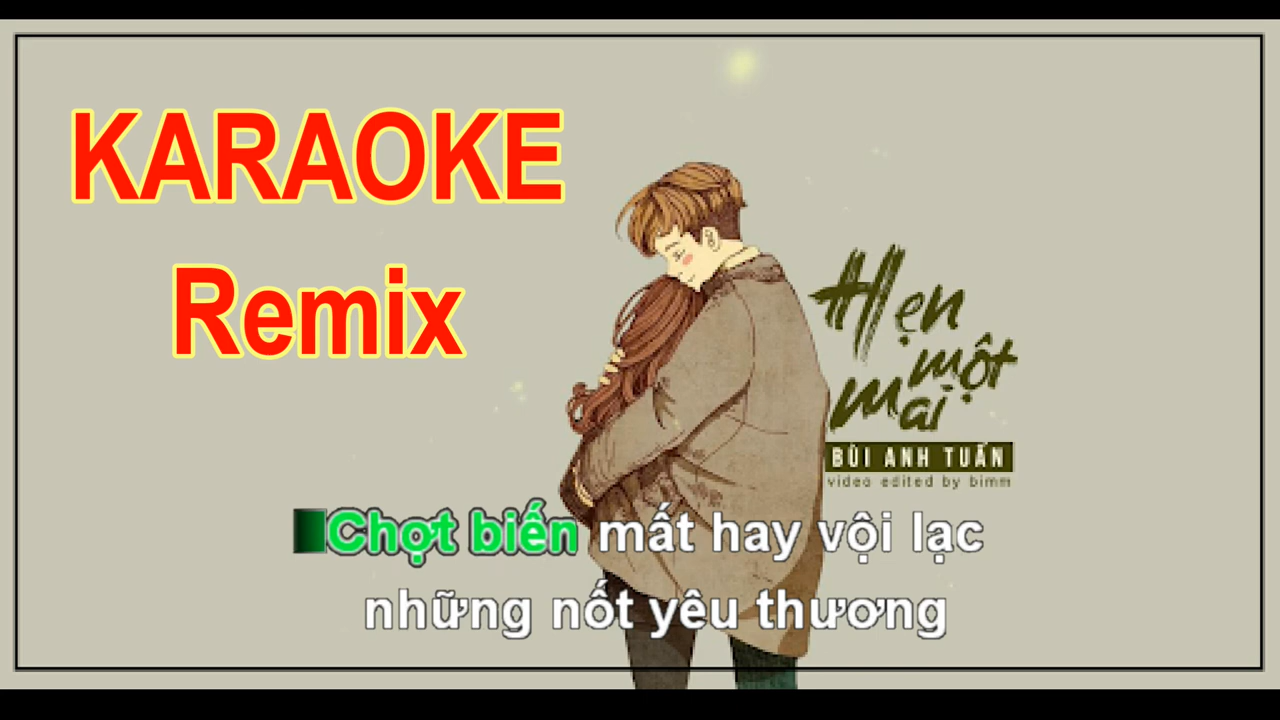 KARAOKE
Remix
Hẹn
một
mai
BÙI ANH TUẤN
video edited by bimm
Chợt biến mất hay vội lạc
những nốt yêu thương